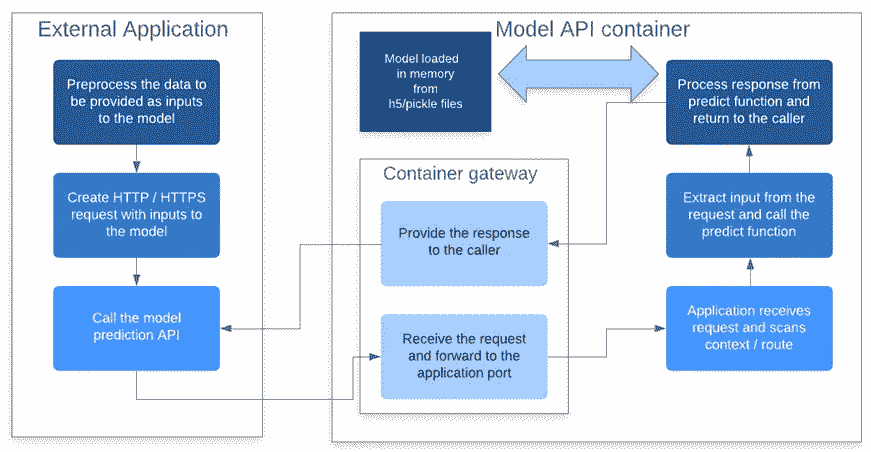 External Application
Preprocess the data to
be provided as inputs
to the model
Create HTTP / HTTPS
request with inputs to
the model
Call the model
prediction API
Model API container
Model loaded
in memory
from
h5/pickle files
Container gateway
Provide the response
to the caller
Receive the request
and forward to the
application port
Process response from
predict function and
return to the caller
Extract input from the
request and call the
predict function
Application receives
request and scans
context / route